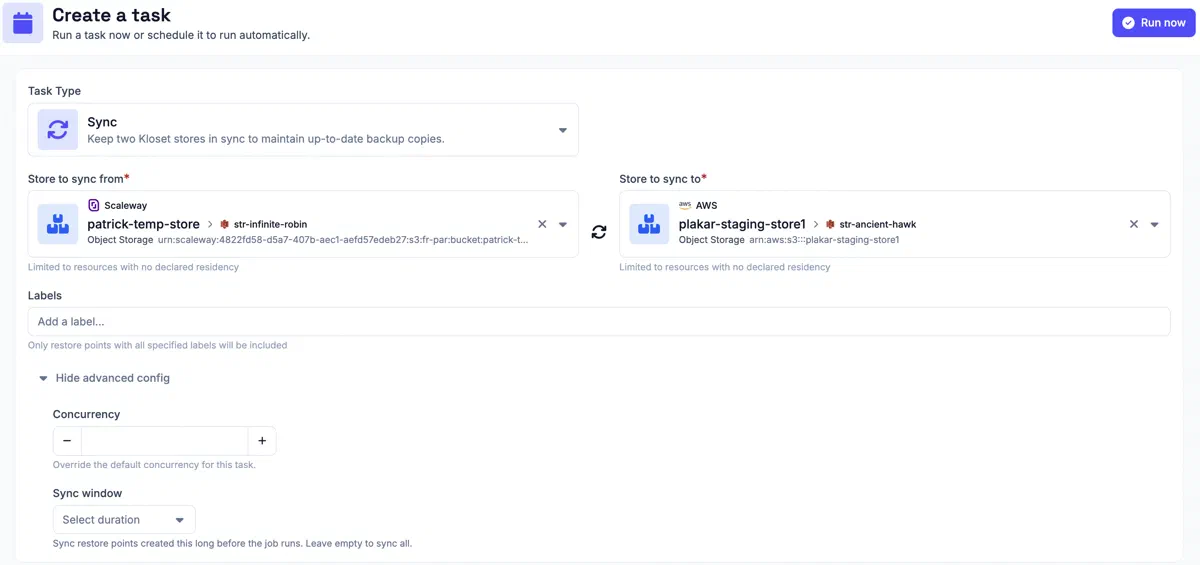 Create a task
Run a task now or schedule it to run automatically.
Run now
Task Type
Sync
Keep two Kloset stores in sync to maintain up-to-date backup copies.
Store to sync from*
Scaleway
patrick-temp-store > str-infinite-robin
Object Storage urn:scaleway:4822fd58-d5a7-407b-aec1-aefd57edeb27:s3:fr-par:bucket:patrick-t...
Limited to resources with no declared residency
Store to sync to*
aws AWS
plakar-staging-store1 > str-ancient-hawk
Object Storage arn:aws:s3:::plakar-staging-store1
Limited to resources with no declared residency
Labels
Add a label...
Only restore points with all specified labels will be included
Hide advanced config
Concurrency
− +
Override the default concurrency for this task.
Sync window
Select duration
Sync restore points created this long before the job runs. Leave empty to sync all.